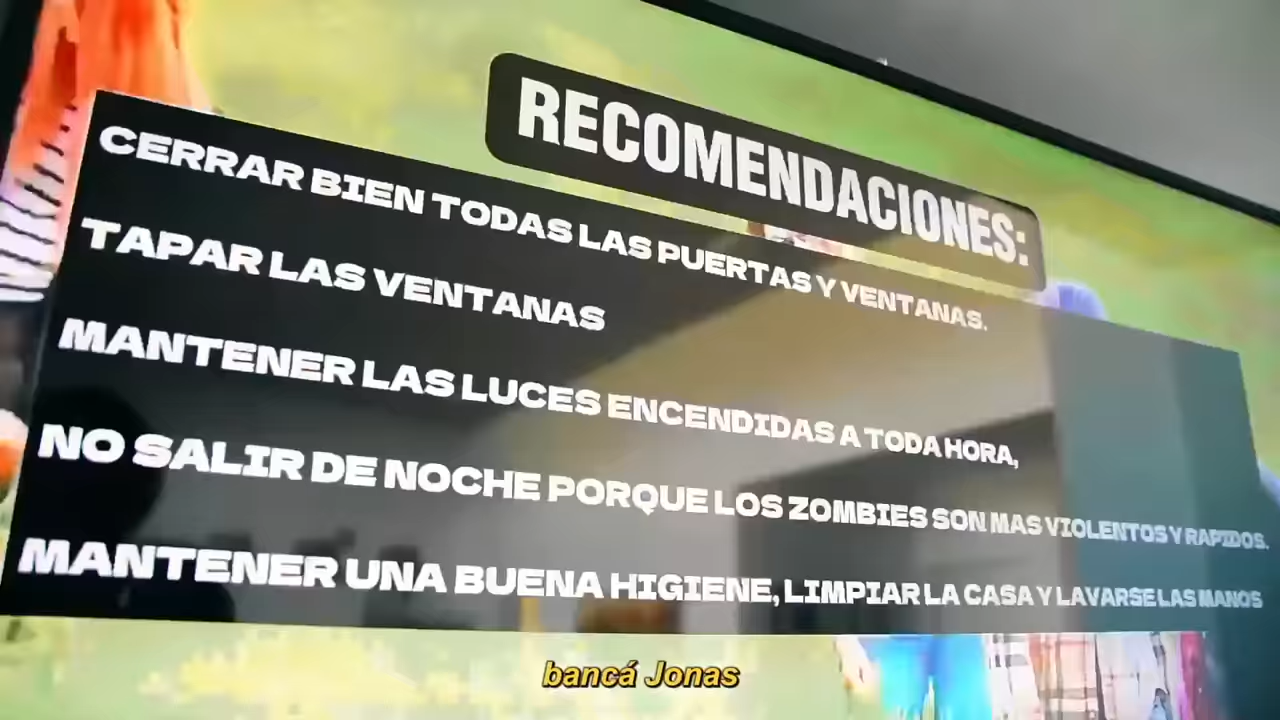 RECOMENDACIONES:
CERRAR BIEN TODAS LAS PUERTAS Y VENTANAS.
TAPAR LAS VENTANAS
MANTENER LAS LUCES ENCENDIDAS A TODA HORA,
NO SALIR DE NOCHE PORQUE LOS ZOMBIES SON MAS VIOLENTOS Y RAPIDOS.
MANTENER UNA BUENA HIGIENE, LIMPIAR LA CASA Y LAVARSE LAS MANOS
bancá Jonas